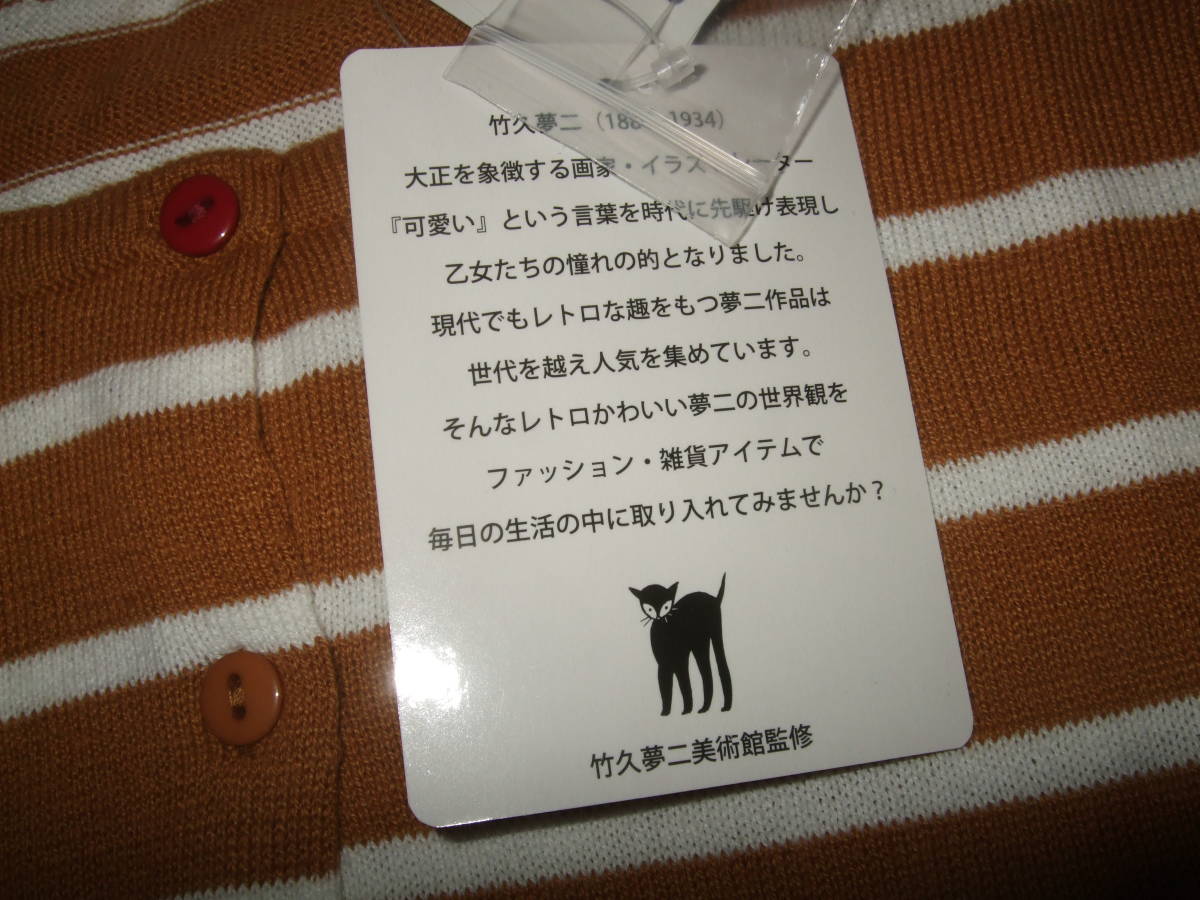 竹久夢二（188 1934）
大正を象徴する画家・イラストレーター
『可愛い』という言葉を時代に先駆け表現し
乙女たちの憧れの的となりました。
現代でもレトロな趣をもつ夢二作品は
世代を越え人気を集めています。
そんなレトロかわいい夢二の世界観を
ファッション・雑貨アイテムで
毎日の生活の中に取り入れてみませんか？
竹久夢二美術館監修